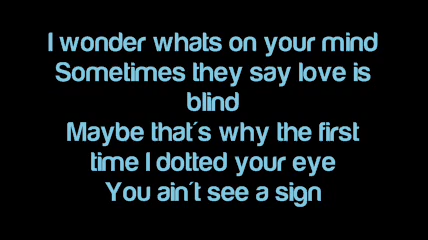 I wonder whats on your mind
Sometimes they say love is
blind
Maybe that´s why the first
time I dotted your eye
You ain´t see a sign